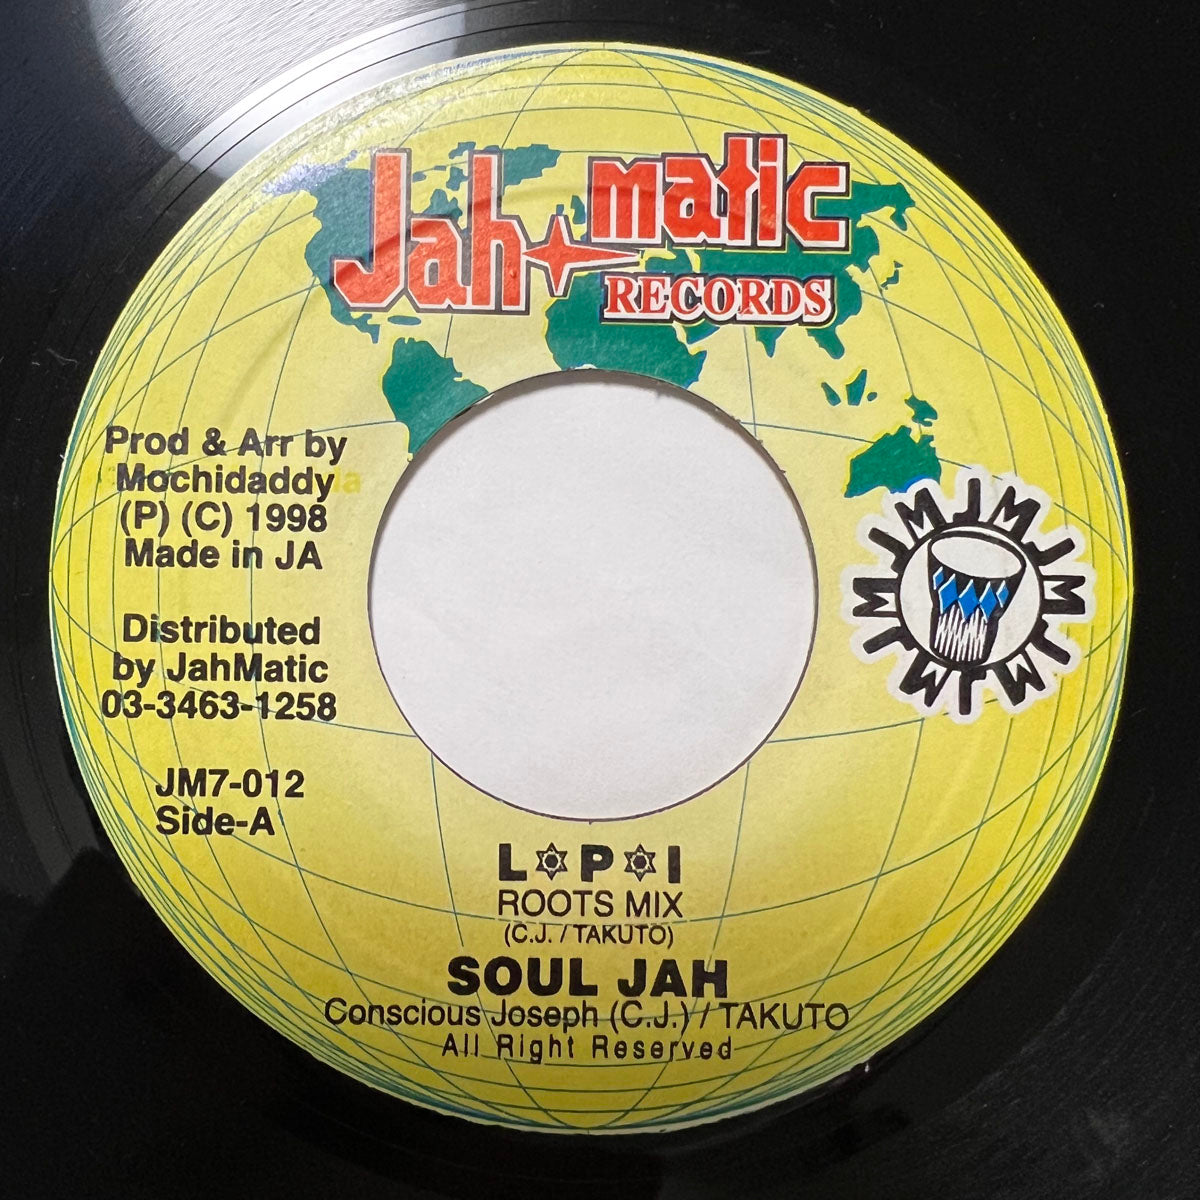 Jah matic
RECORDS
Prod & Arr by
Mochidaddy
(P) (C) 1998
Made in JA
Distributed
by JahMatic
03-3463-1258
JM7-012
Side-A
JMJMJMJMJMJM
L✡P✡I
ROOTS MIX
(C.J. / TAKUTO)
SOUL JAH
Conscious Joseph (C.J.) / TAKUTO
All Right Reserved